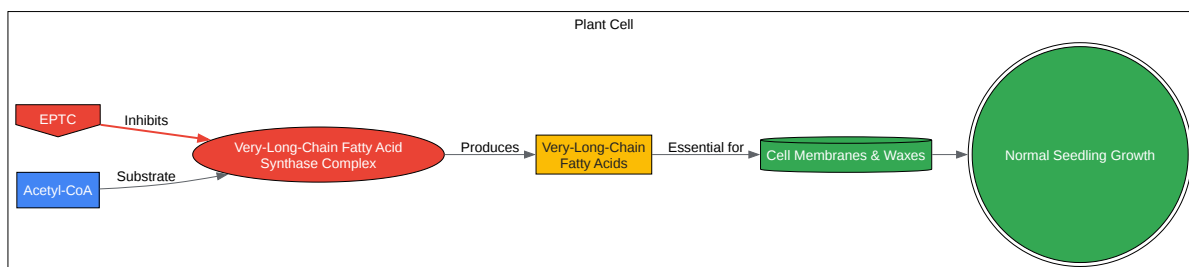 Plant Cell
EPTC
Inhibits
Acetyl-CoA
Substrate
Very-Long-Chain Fatty Acid
Synthase Complex
Produces
Very-Long-Chain
Fatty Acids
Essential for
Cell Membranes & Waxes
Normal Seedling Growth